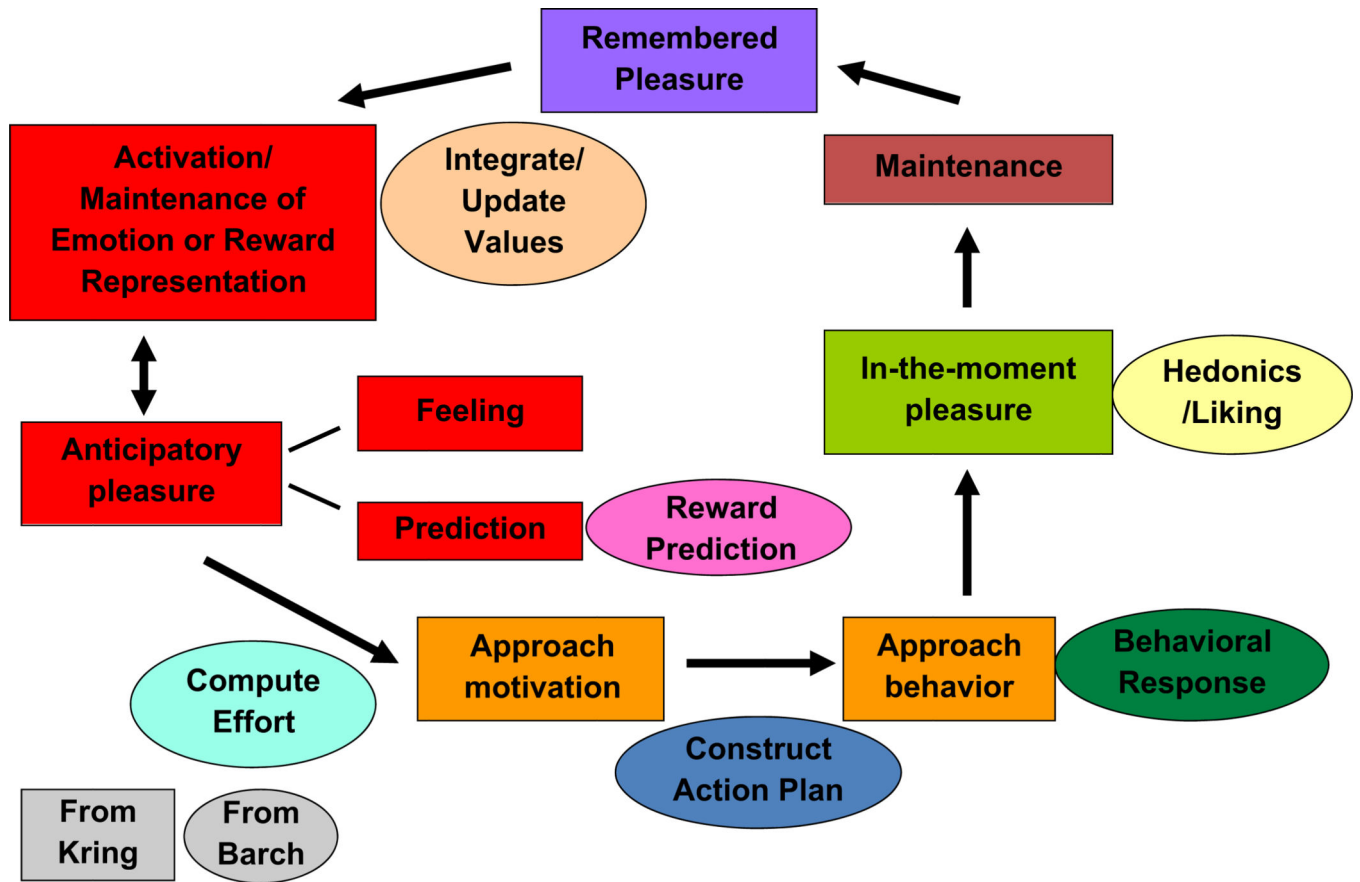 Remembered
Pleasure
Activation/
Maintenance of
Emotion or Reward
Representation
Integrate/
Update
Values
Maintenance
In-the-moment
pleasure
Hedonics
/Liking
Anticipatory
pleasure
Feeling
Prediction
Reward
Prediction
Compute
Effort
Approach
motivation
Construct
Action Plan
Approach
behavior
Behavioral
Response
From
Kring
From
Barch